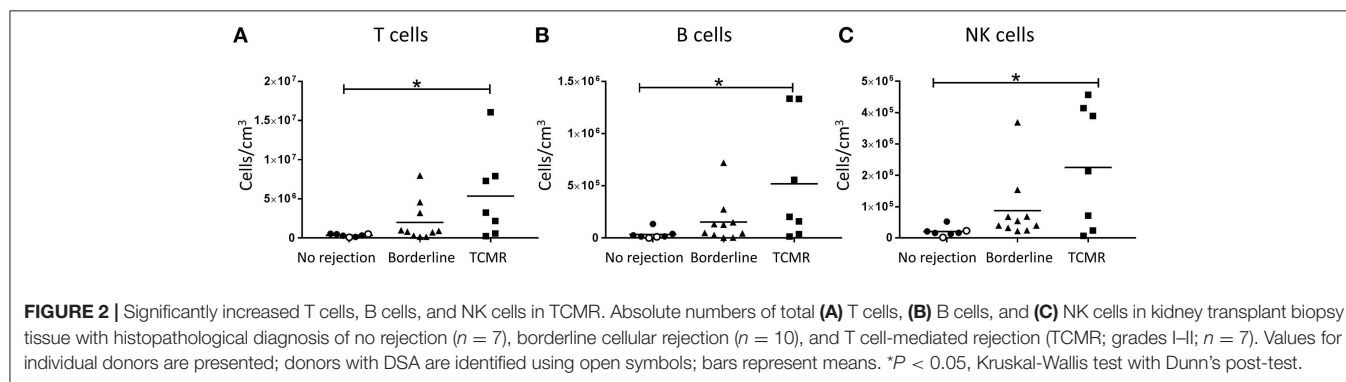 A T cells
B B cells
C NK cells
Cells/cm³
2×10⁷
1×10⁷
5×10⁶
0
*
No rejection Borderline TCMR
Cells/cm³
1.5×10⁶
1×10⁶
5×10⁵
0
*
No rejection Borderline TCMR
Cells/cm³
5×10⁵
4×10⁵
3×10⁵
2×10⁵
1×10⁵
0
*
No rejection Borderline TCMR
FIGURE 2 | Significantly increased T cells, B cells, and NK cells in TCMR. Absolute numbers of total (A) T cells, (B) B cells, and (C) NK cells in kidney transplant biopsy
tissue with histopathological diagnosis of no rejection (n = 7), borderline cellular rejection (n = 10), and T cell-mediated rejection (TCMR; grades I–II; n = 7). Values for
individual donors are presented; donors with DSA are identified using open symbols; bars represent means. *P < 0.05, Kruskal-Wallis test with Dunn's post-test.